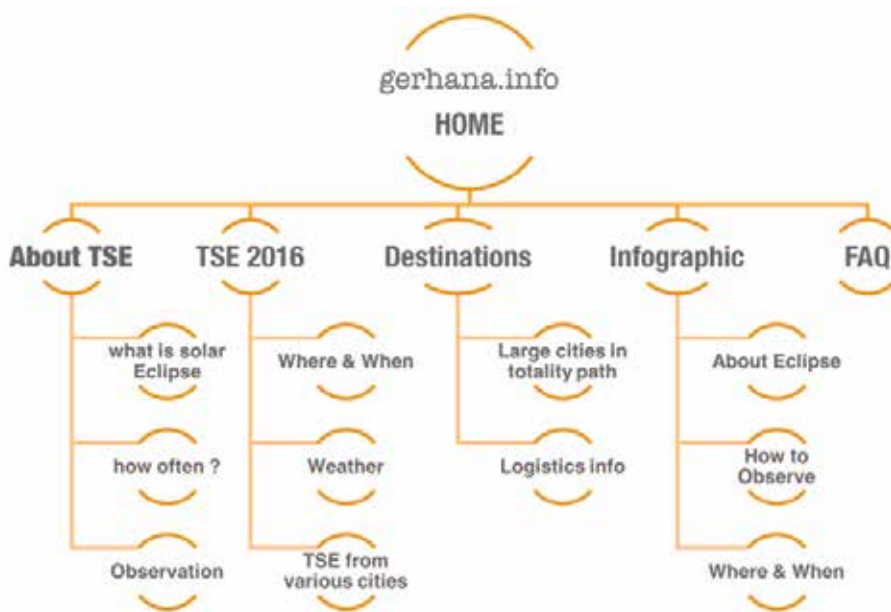 gerhana.info
HOME
About TSE
TSE 2016
Destinations
Infographic
FAQ
what is solar
Eclipse
Where & When
Large cities in
totality path
About Eclipse
how often ?
Weather
Logistics info
How to
Observe
Observation
TSE from
various cities
Where & When